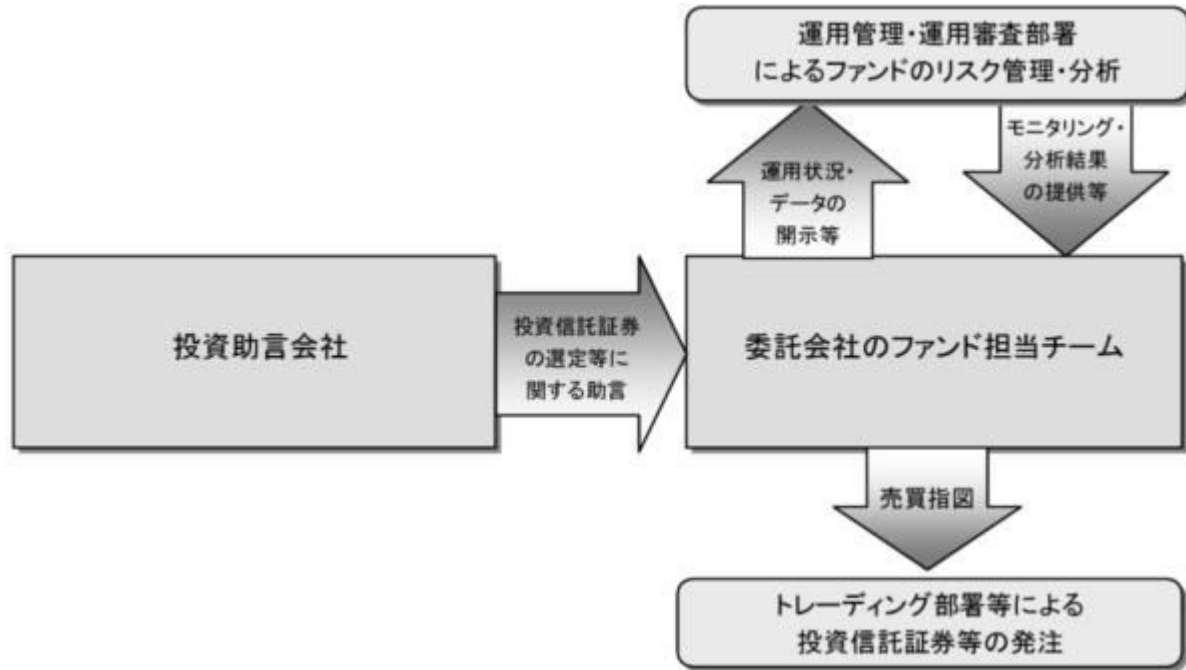 運用管理・運用審査部署
によるファンドのリスク管理・分析
運用状況・
データの
開示等
モニタリング・
分析結果
の提供等
投資助言会社
投資信託証券
の選定等に
関する助言
委託会社のファンド担当チーム
売買指図
トレーディング部署等による
投資信託証券等の発注